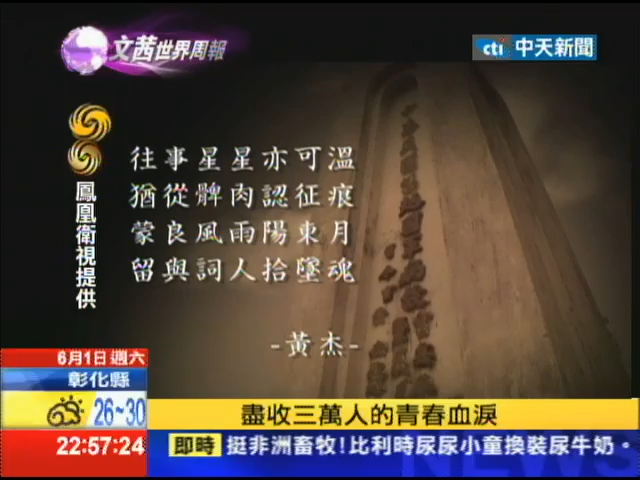 文茜世界周報
cti 中天新聞
鳳凰衛視提供
往事星星亦可溫
猶從髀肉認征痕
蒙良風雨陽東月
留與詞人拾墜魂
-黃杰-
6月1日週六
彰化縣
26~30
盡收三萬人的青春血淚
22:57:24
即時 挺非洲畜牧!比利時尿尿小童換裝尿牛奶。
NEWS